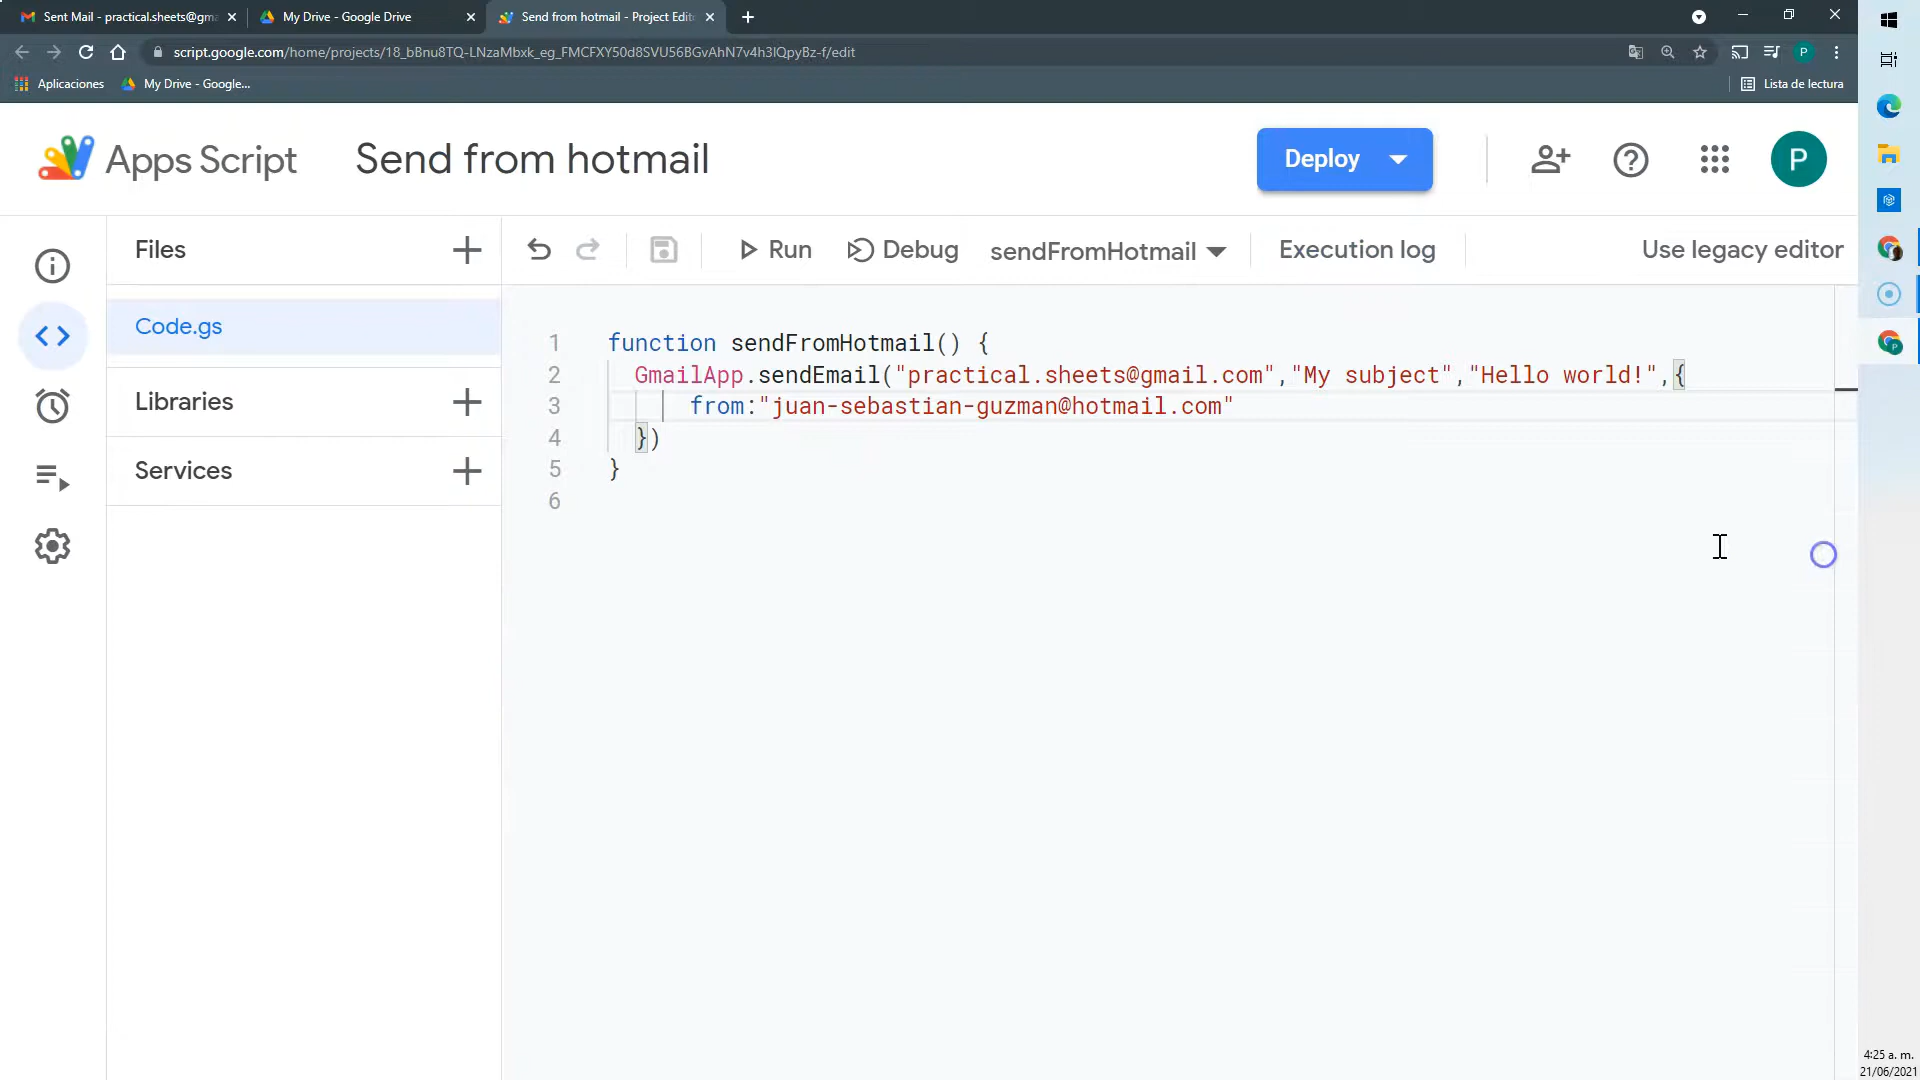 Sent Mail - practical.sheets@gma
My Drive - Google Drive
Send from hotmail - Project Edit
script.google.com/home/projects/18_bBnu8TQ-LNzaMbxk_eg_FMCFXY50d8SVU56BGvAhN7v4h3lQpyBz-f/edit
P
Aplicaciones
My Drive - Google...
Lista de lectura
Apps Script
Send from hotmail
Deploy
P
Files
Run
Debug
sendFromHotmail
Execution log
Use legacy editor
Code.gs
Libraries
Services
1 function sendFromHotmail() {
2 GmailApp.sendEmail("practical.sheets@gmail.com","My subject","Hello world!",{
3 from:"juan-sebastian-guzman@hotmail.com"
4 })
5 }
6
4:25 a. m.
21/06/2021